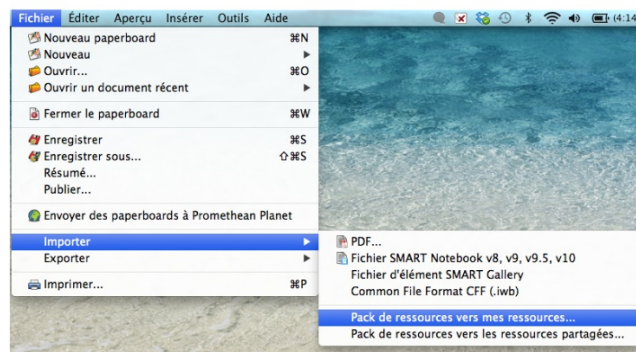 Fichier Éditer Aperçu Insérer Outils Aide (4:14
Nouveau paperboard ⌘N
Nouveau ▶
Ouvrir... ⌘O
Ouvrir un document récent ▶
Fermer le paperboard ⌘W
Enregistrer ⌘S
Enregistrer sous... ⇧⌘S
Résumé...
Publier...
Envoyer des paperboards à Promethean Planet
Importer ▶
Exporter ▶
Imprimer... ⌘P
PDF...
Fichier SMART Notebook v8, v9, v9.5, v10
Fichier d'élément SMART Gallery
Common File Format CFF (.iwb)
Pack de ressources vers mes ressources...
Pack de ressources vers les ressources partagées...